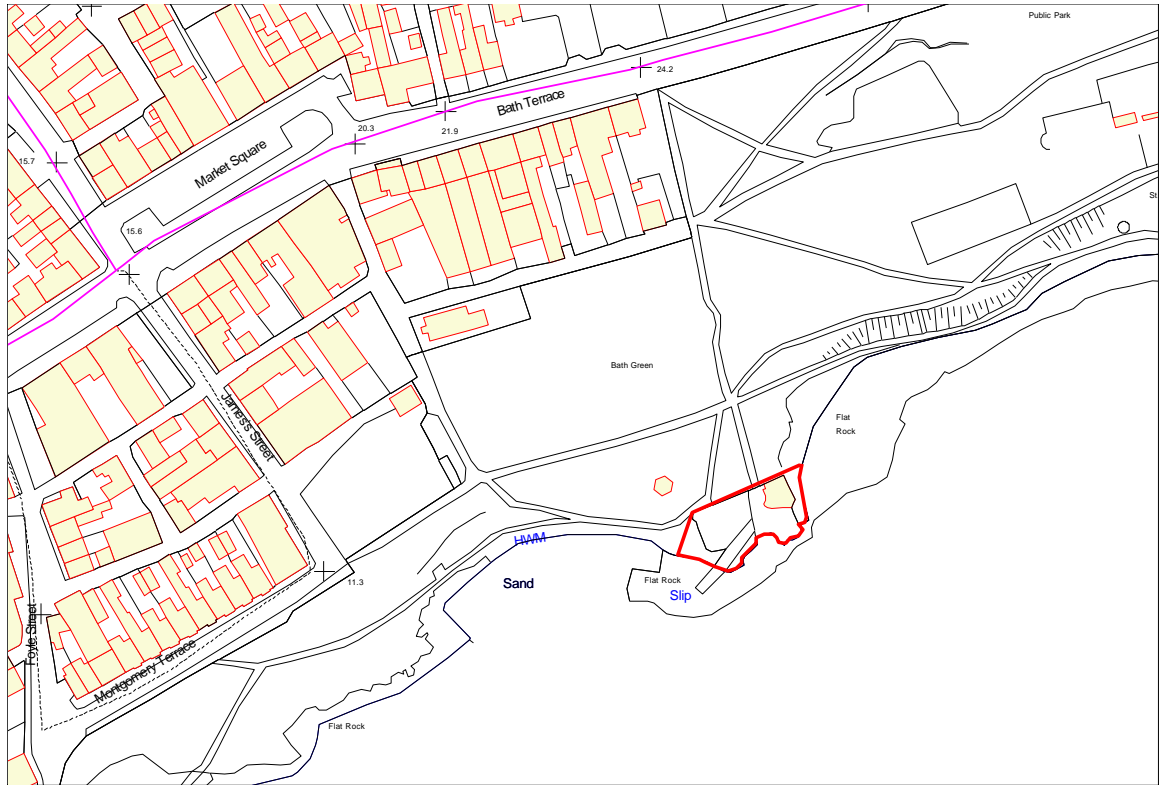 Public Park
24.2
Bath Terrace
20.3
21.9
15.7
Market Square
St
15.6
Bath Green
James's Street
Flat
Rock
HWM
Sand
Flat Rock
Slip
11.3
Foyle Street
Montgomery Terrace
Flat Rock